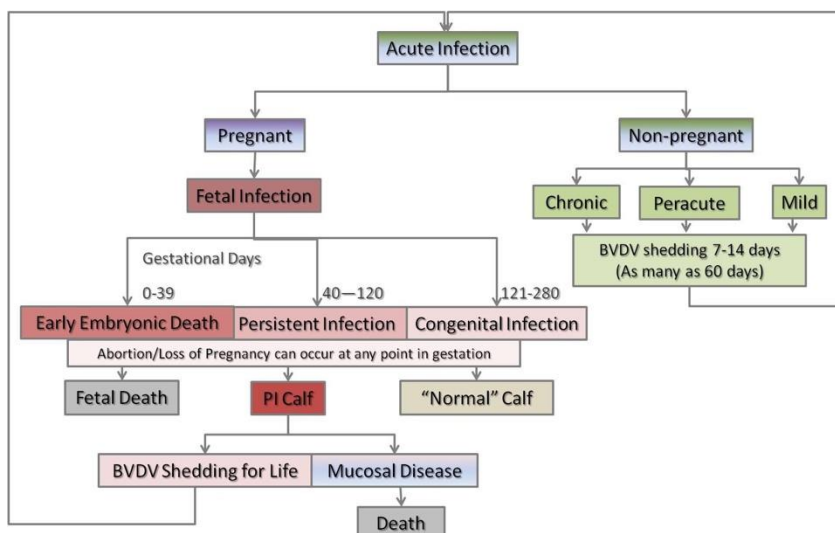 Acute Infection
Pregnant
Non-pregnant
Fetal Infection
Chronic
Peracute
Mild
BVDV shedding 7-14 days
(As many as 60 days)
Gestational Days
0-39
40—120
121-280
Early Embryonic Death
Persistent Infection
Congenital Infection
Abortion/Loss of Pregnancy can occur at any point in gestation
Fetal Death
PI Calf
“Normal” Calf
BVDV Shedding for Life
Mucosal Disease
Death